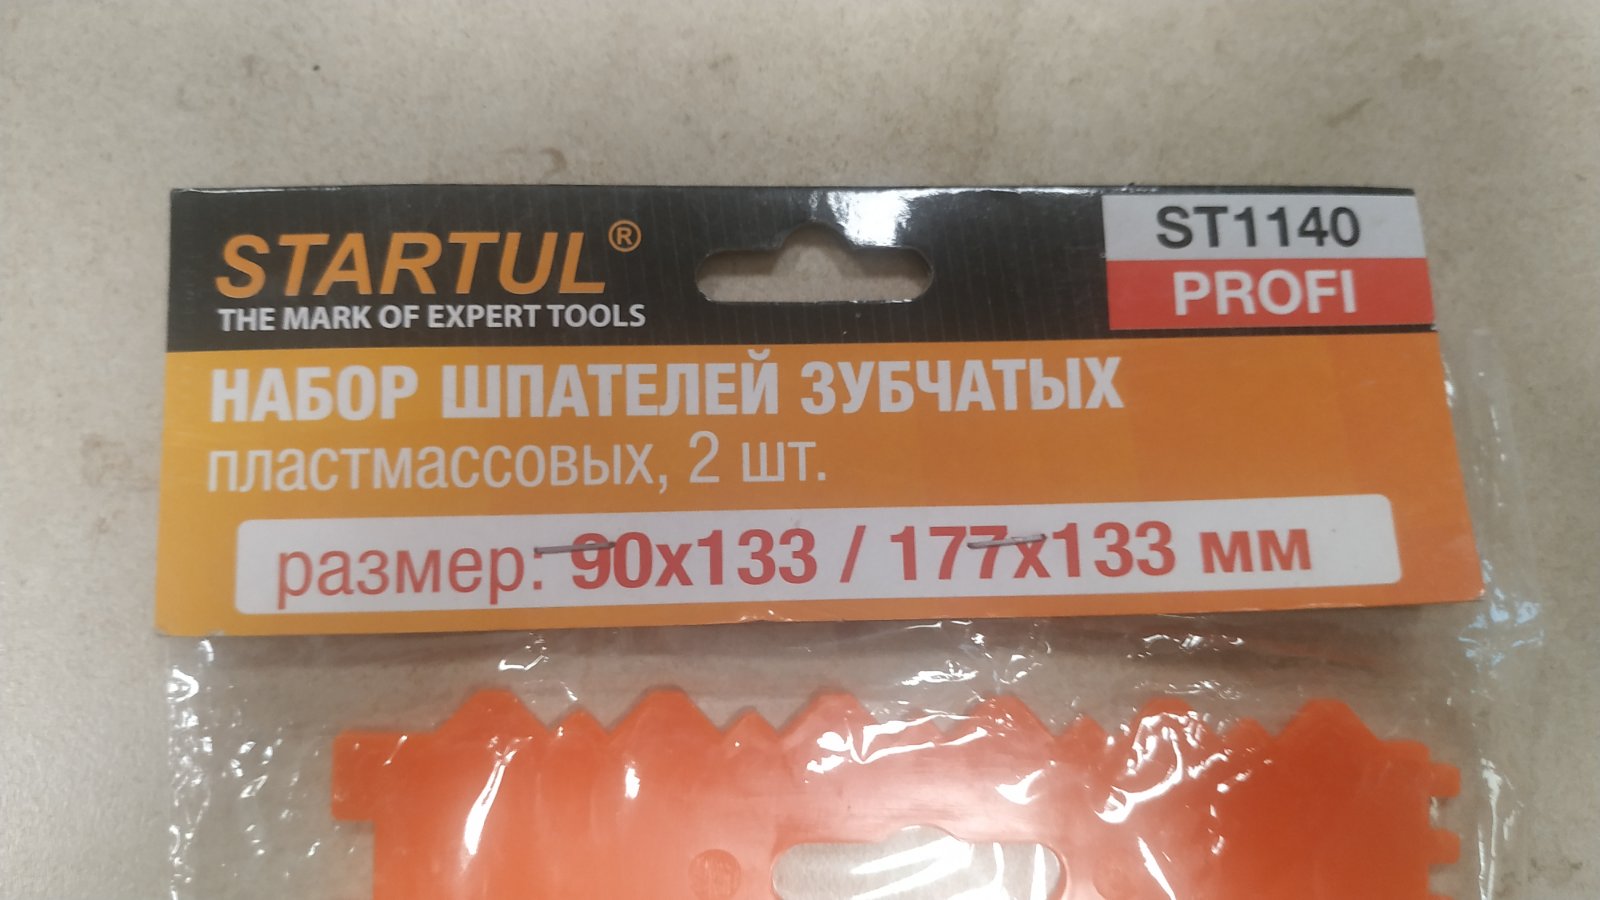 STARTUL®
THE MARK OF EXPERT TOOLS
ST1140
PROFI
НАБОР ШПАТЕЛЕЙ ЗУБЧАТЫХ
пластмассовых, 2 шт.
размер: 90x133 / 177x133 мм